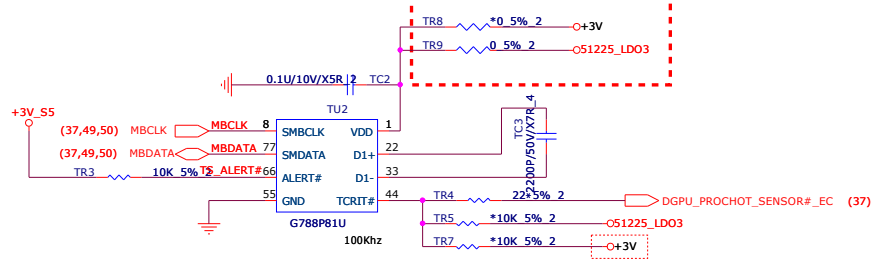 TR8 *0_5%_2 +3V
TR9 0_5%_2 51225_LDO3
0.1U/10V/X5R_2 TC2
+3V_S5
TU2
(37,49,50) MBCLK MBCLK 8 SMBCLK VDD 1
(37,49,50) MBDATA MBDATA 77 SMDATA D1+ 22
TR3 10K_5%_2 TS_ALERT# 66 ALERT# D1- 33
TC3
*2200P/50V/X7R_4
55 GND TCRIT# 44 TR4 22*5%_2 DGPU_PROCHOT_SENSOR#_EC (37)
G788P81U TR5 *10K_5%_2 51225_LDO3
100Khz TR7 *10K_5%_2 +3V